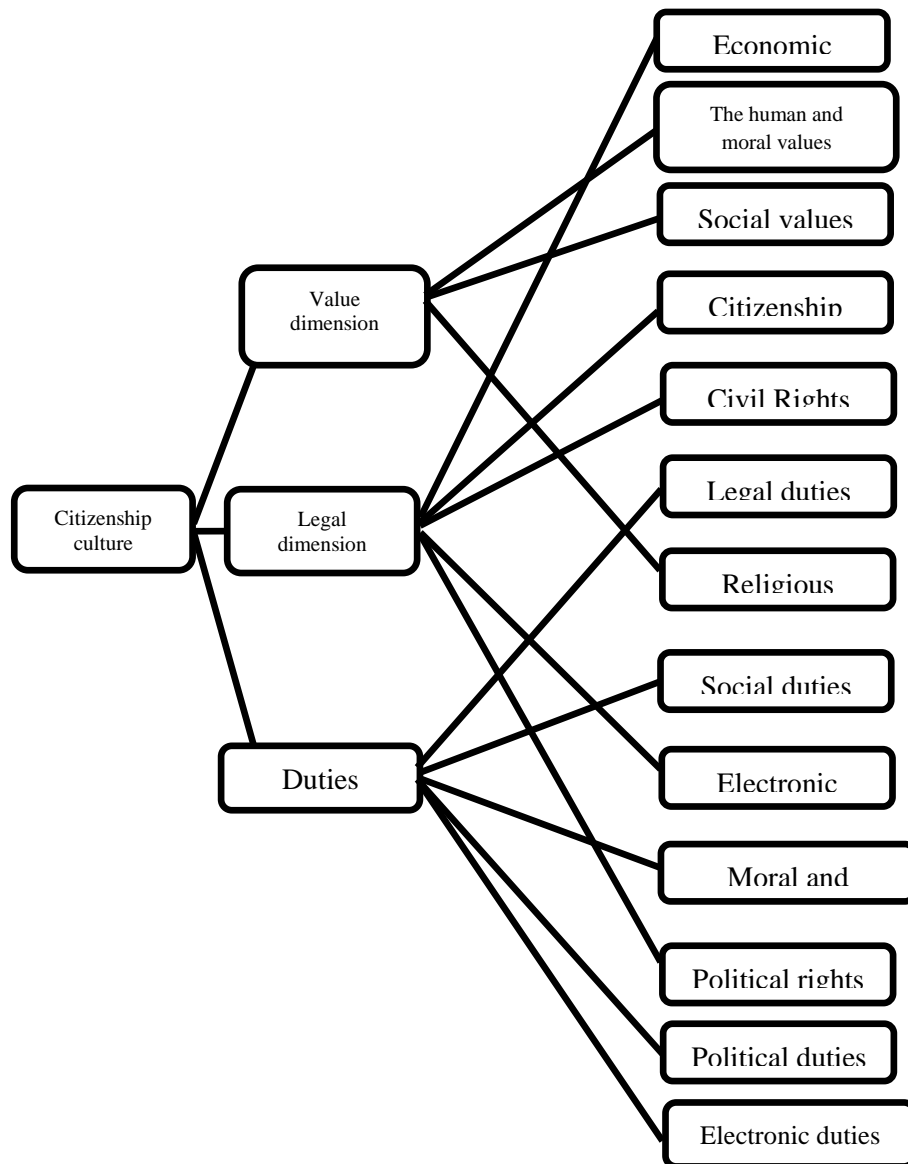 Economic
The human and
moral values
Social values
Value
dimension
Citizenship
Civil Rights
Legal duties
Citizenship
culture
Legal
dimension
Religious
Social duties
Duties
Electronic
Moral and
Political rights
Political duties
Electronic duties